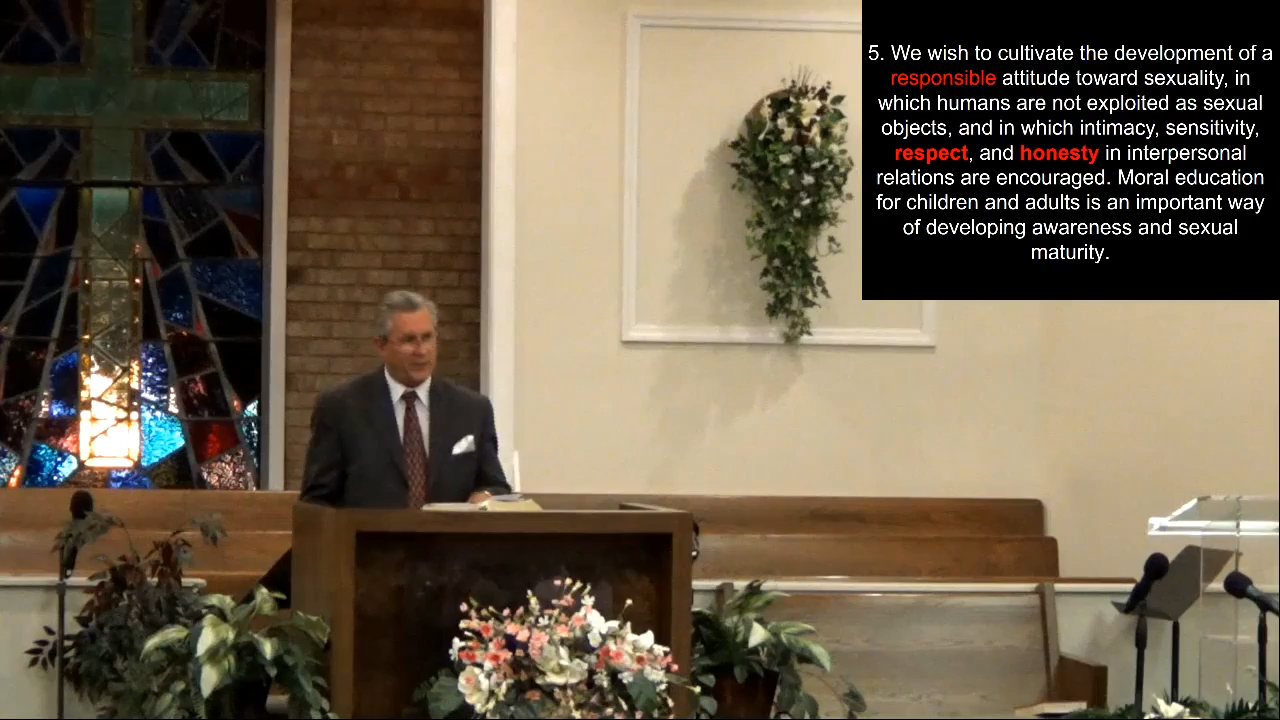 5. We wish to cultivate the development of a
responsible attitude toward sexuality, in
which humans are not exploited as sexual
objects, and in which intimacy, sensitivity,
respect, and honesty in interpersonal
relations are encouraged. Moral education
for children and adults is an important way
of developing awareness and sexual
maturity.